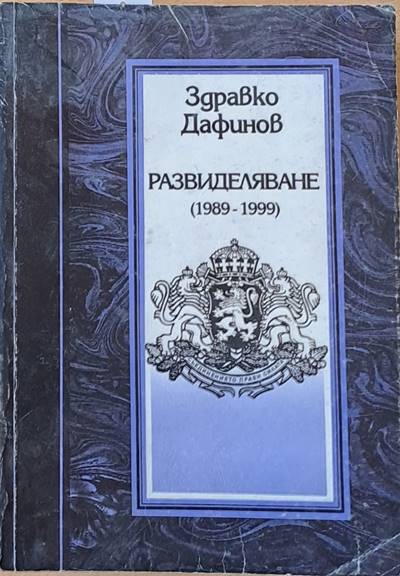 Здравко
Дафинов
РАЗВИДЕЛЯВАНЕ
(1989 - 1999)
СЪЕДИНЕНИЕТО ПРАВИ СИЛАТА